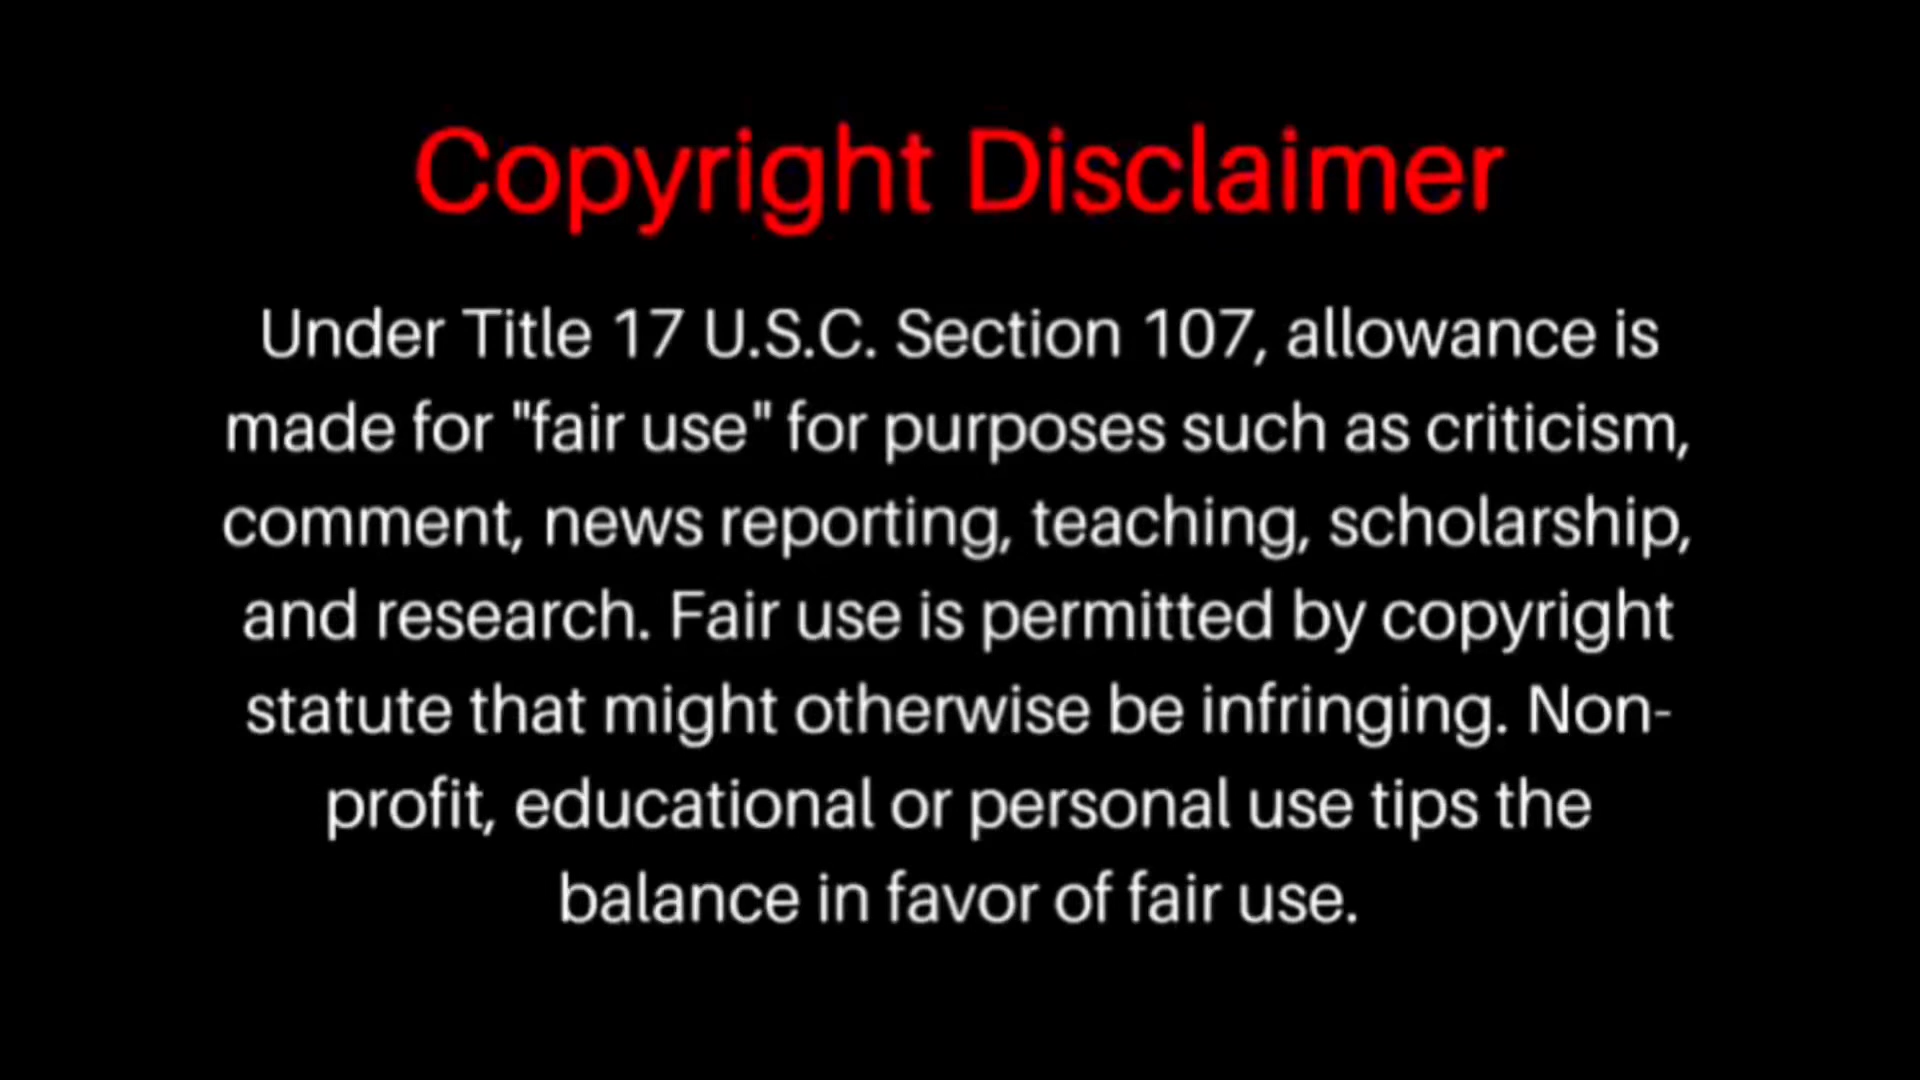 Copyright Disclaimer
Under Title 17 U.S.C. Section 107, allowance is
made for "fair use" for purposes such as criticism,
comment, news reporting, teaching, scholarship,
and research. Fair use is permitted by copyright
statute that might otherwise be infringing. Non-
profit, educational or personal use tips the
balance in favor of fair use.